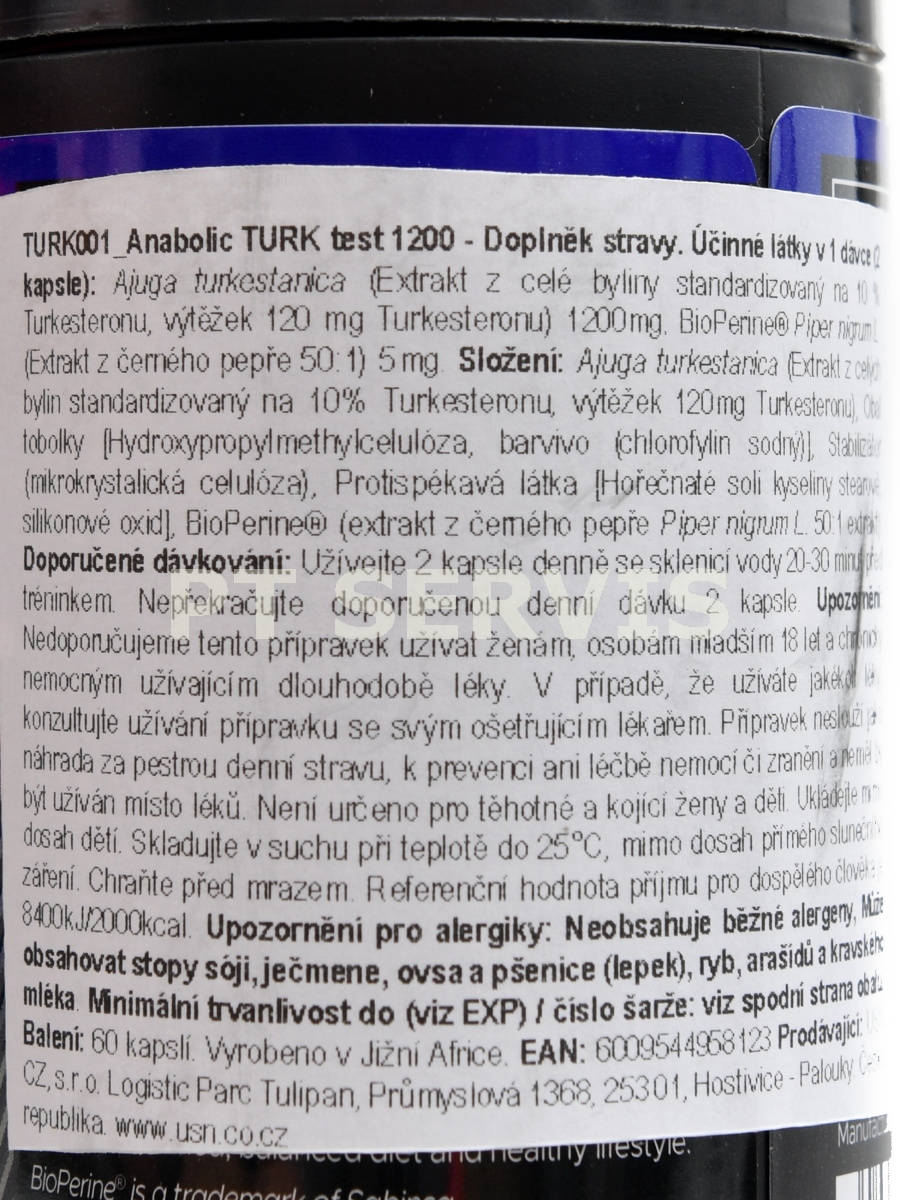 TURK001_Anabolic TURK test 1200 - Doplněk stravy. Účinné látky v 1 dávce (2
kapsle): Ajuga turkestanica (Extrakt z celé byliny standardizovaný na 10 %
Turkesteronu, výtěžek 120 mg Turkesteronu) 1200mg, BioPerine® Piper nigrum L.
(Extrakt z černého pepře 50:1) 5 mg. Složení: Ajuga turkestanica (Extrakt z
bylin standardizovaný na 10% Turkesteronu, výtěžek 120mg Turkesteronu),
tobolky [Hydroxypropylmethylcelulóza, barvivo (chlorofylin sodný)],
(mikrokrystalická celulóza), Protispékavá látka [Hořečnaté soli kyseliny
silikonové oxid], BioPerine® (extrakt z černého pepře Piper nigrum L. 50:1
Doporučené dávkování: Užívejte 2 kapsle denně se sklenicí vody 20-30 minut před
tréninkem. Nepřekračujte doporučenou denní dávku 2 kapsle. Upozornění
PT SERVIS
Nedoporučujeme tento přípravek užívat ženám, osobám mladším 18 let a
nemocným užívajícím dlouhodobě léky. V případě, že užíváte
konzultujte užívání přípravku se svým ošetřujícím lékařem. Přípravek neslouží
náhrada za pestrou denní stravu, k prevenci ani léčbě nemocí či zranění a neměl
být užíván místo léků. Není určeno pro těhotné a kojící ženy a děti. Ukládejte
dosah dětí. Skladujte v suchu při teplotě do 25°C, mimo dosah přímého
záření. Chraňte před mrazem. Referenční hodnota příjmu pro dospělého člověka
8400kJ/2000kcal. Upozornění pro alergiky: Neobsahuje běžné alergeny, Může
obsahovat stopy sóji, ječmene, ovsa a pšenice (lepek), ryb, arašídů a kravského
mléka. Minimální trvanlivost do (viz EXP) / číslo šarže: viz spodní strana obalu.
Balení: 60 kapslí. Vyrobeno v Jižní Africe. EAN: 6009544958123 Prodávající:
CZ, s.r.o. Logistic Parc Tulipan, Průmyslová 1368, 25301, Hostivice - Palouky,
republika. www.usn.co.cz
balanced diet and healthy lifestyle.
BioPerine® is a trademark of Sabinsa